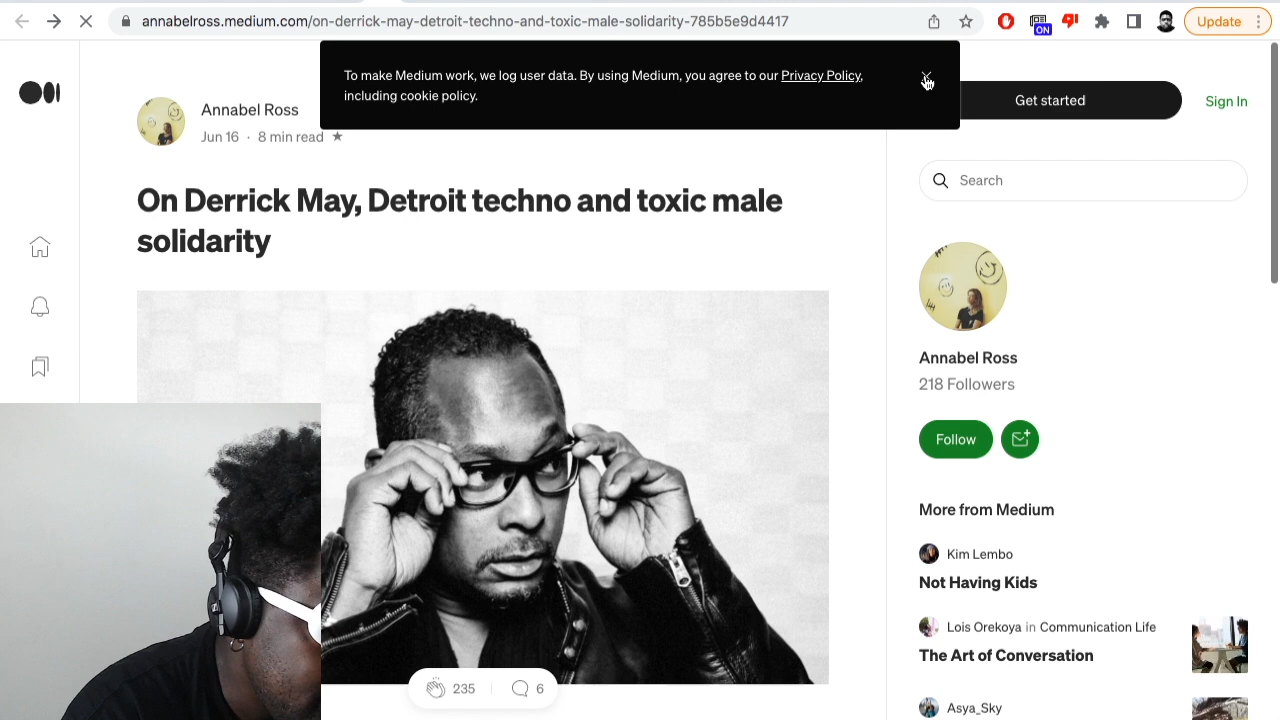 annabelross.medium.com/on-derrick-may-detroit-techno-and-toxic-male-solidarity-785b5e9d4417
ON
Update
To make Medium work, we log user data. By using Medium, you agree to our Privacy Policy,
including cookie policy.
Annabel Ross
Jun 16 · 8 min read
On Derrick May, Detroit techno and toxic male
solidarity
235
6
Get started
Sign In
Search
Annabel Ross
218 Followers
Follow
More from Medium
Kim Lembo
Not Having Kids
Lois Orekoya in Communication Life
The Art of Conversation
Asya_Sky